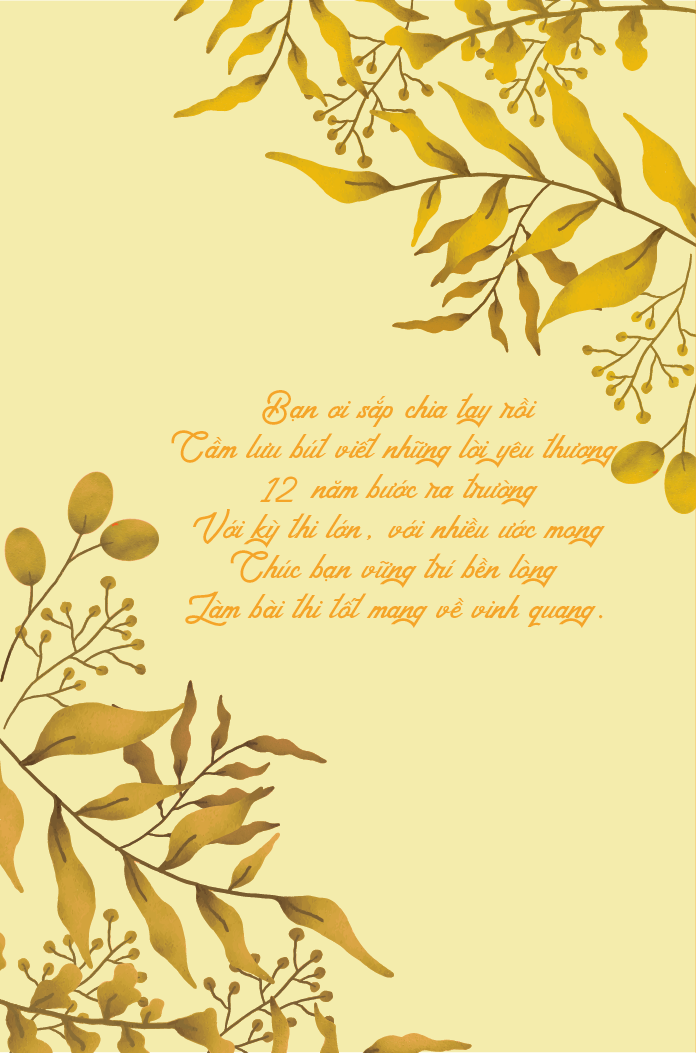 Bạn ơi sắp chia tay rồi
Cầm lưu bút viết những lời yêu thương
12 năm bước ra trường
Với kỳ thi lớn, với nhiều ước mong
Chúc bạn vững trí bền lòng
Làm bài thi tốt mang về vinh quang.